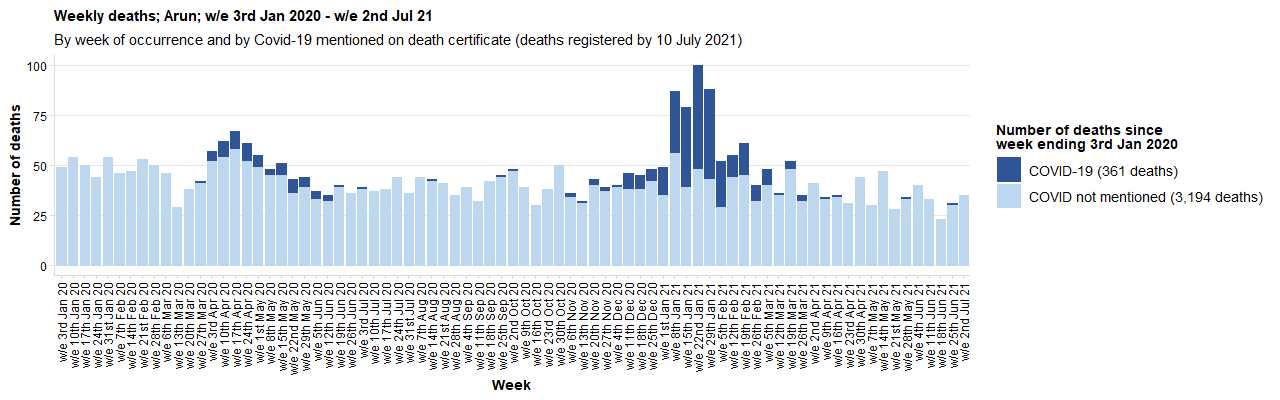 Weekly deaths; Arun; w/e 3rd Jan 2020 - w/e 2nd Jul 21
By week of occurrence and by Covid-19 mentioned on death certificate (deaths registered by 10 July 2021)
100
75
50
25
0
Number of deaths
w/e 3rd Jan 20
w/e 10th Jan 20
w/e 17th Jan 20
w/e 24th Jan 20
w/e 31st Jan 20
w/e 7th Feb 20
w/e 14th Feb 20
w/e 21st Feb 20
w/e 28th Feb 20
w/e 6th Mar 20
w/e 13th Mar 20
w/e 20th Mar 20
w/e 27th Mar 20
w/e 3rd Apr 20
w/e 10th Apr 20
w/e 17th Apr 20
w/e 24th Apr 20
w/e 1st May 20
w/e 8th May 20
w/e 15th May 20
w/e 22nd May 20
w/e 29th May 20
w/e 5th Jun 20
w/e 12th Jun 20
w/e 19th Jun 20
w/e 26th Jun 20
w/e 3rd Jul 20
w/e 10th Jul 20
w/e 17th Jul 20
w/e 24th Jul 20
w/e 31st Jul 20
w/e 7th Aug 20
w/e 14th Aug 20
w/e 21st Aug 20
w/e 28th Aug 20
w/e 4th Sep 20
w/e 11th Sep 20
w/e 18th Sep 20
w/e 25th Sep 20
w/e 2nd Oct 20
w/e 9th Oct 20
w/e 16th Oct 20
w/e 23rd Oct 20
w/e 30th Oct 20
w/e 6th Nov 20
w/e 13th Nov 20
w/e 20th Nov 20
w/e 27th Nov 20
w/e 4th Dec 20
w/e 11th Dec 20
w/e 18th Dec 20
w/e 25th Dec 20
w/e 1st Jan 21
w/e 8th Jan 21
w/e 15th Jan 21
w/e 22nd Jan 21
w/e 29th Jan 21
w/e 5th Feb 21
w/e 12th Feb 21
w/e 19th Feb 21
w/e 26th Feb 21
w/e 5th Mar 21
w/e 12th Mar 21
w/e 19th Mar 21
w/e 26th Mar 21
w/e 2nd Apr 21
w/e 9th Apr 21
w/e 16th Apr 21
w/e 23rd Apr 21
w/e 30th Apr 21
w/e 7th May 21
w/e 14th May 21
w/e 21st May 21
w/e 28th May 21
w/e 4th Jun 21
w/e 11th Jun 21
w/e 18th Jun 21
w/e 25th Jun 21
w/e 2nd Jul 21
Week
Number of deaths since
week ending 3rd Jan 2020
COVID-19 (361 deaths)
COVID not mentioned (3,194 deaths)